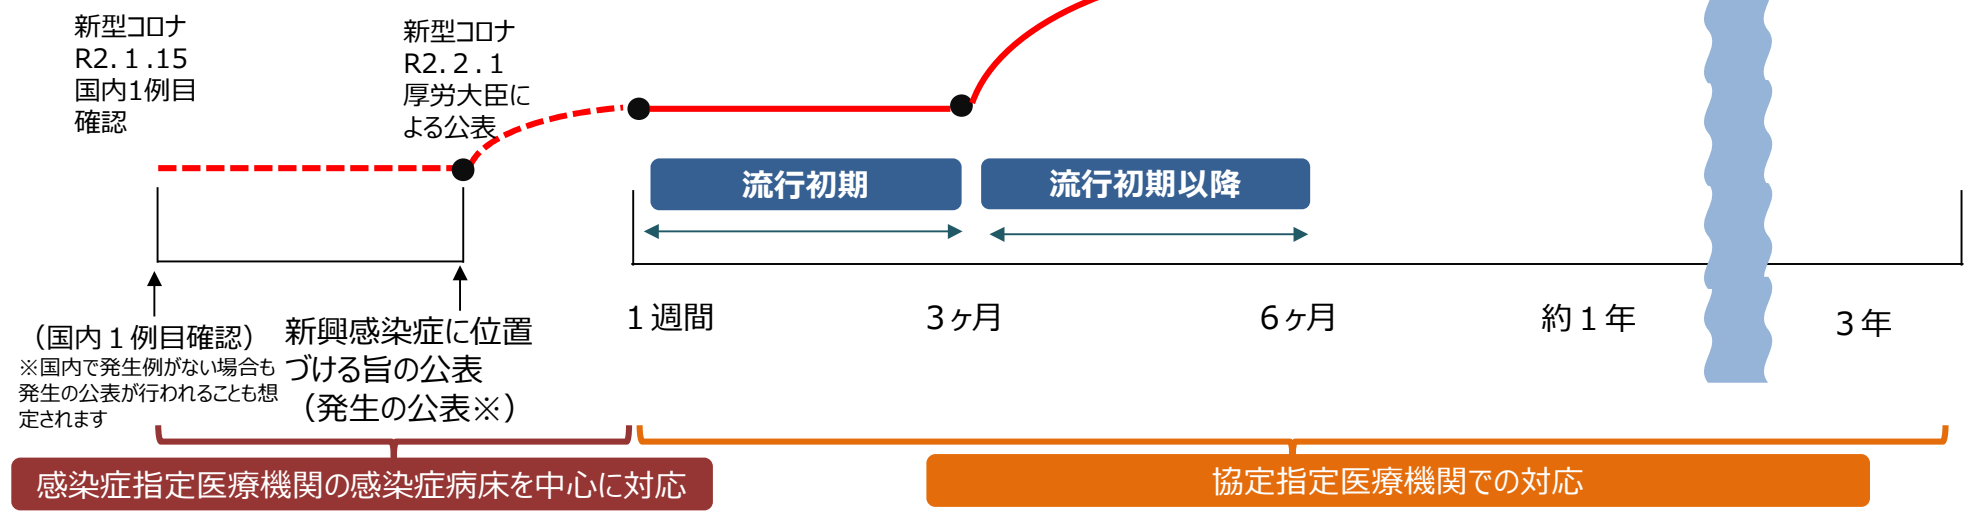 新型コロナ
R2.1.15
国内1例目
確認
新型コロナ
R2.2.1
厚労大臣に
よる公表
流行初期
流行初期以降
１週間
３ヶ月
６ヶ月
約１年
３年
（国内１例目確認）
※国内で発生例がない場合も
発生の公表が行われることも想
定されます
新興感染症に位置
づける旨の公表
（発生の公表※）
感染症指定医療機関の感染症病床を中心に対応
協定指定医療機関での対応